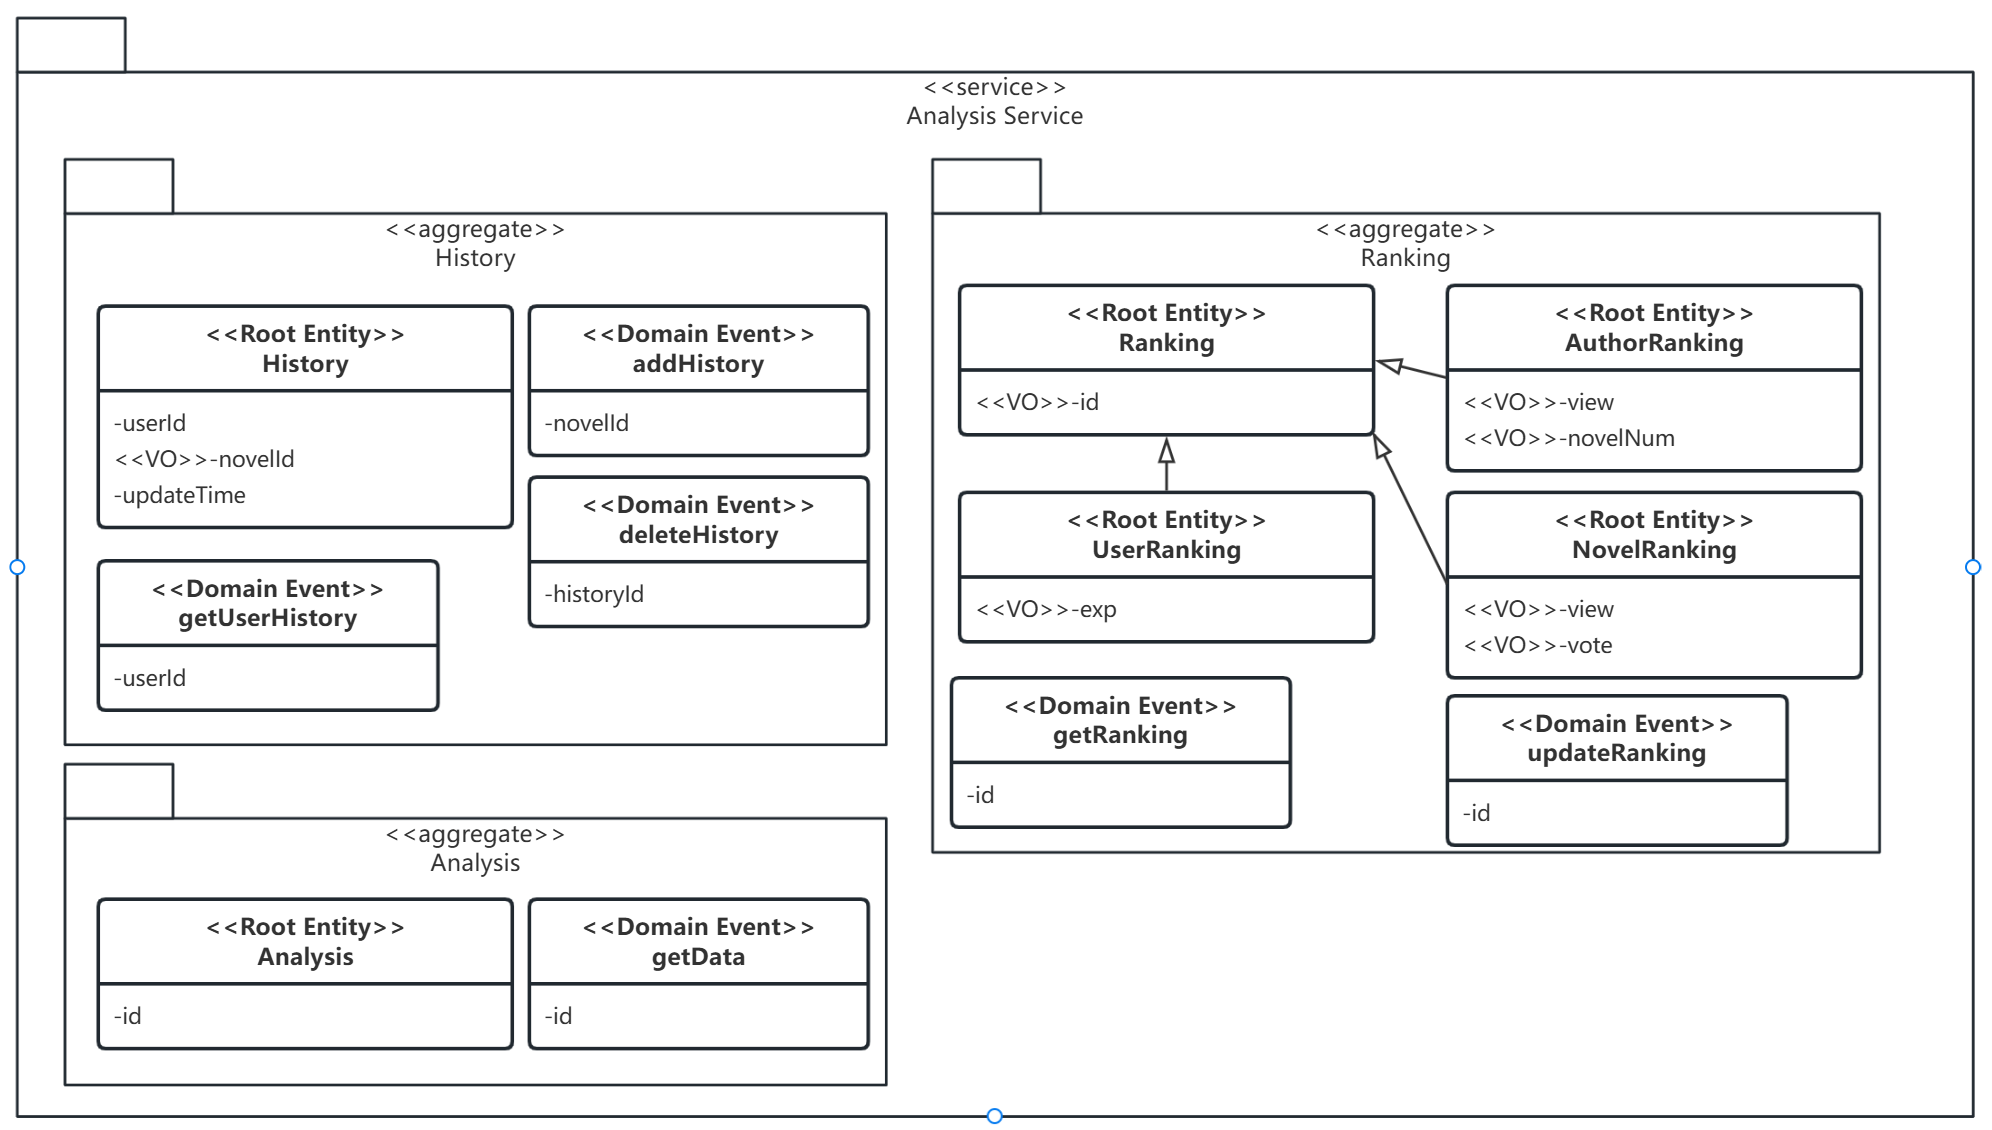 <<service>>
Analysis Service
<<aggregate>>
History
<<Root Entity>>
History
-userId
<<VO>>-novelId
-updateTime
<<Domain Event>>
addHistory
-novelId
<<Domain Event>>
deleteHistory
-historyId
<<Domain Event>>
getUserHistory
-userId
<<aggregate>>
Analysis
<<Root Entity>>
Analysis
-id
<<Domain Event>>
getData
-id
<<aggregate>>
Ranking
<<Root Entity>>
Ranking
<<VO>>-id
<<Root Entity>>
AuthorRanking
<<VO>>-view
<<VO>>-novelNum
<<Root Entity>>
UserRanking
<<VO>>-exp
<<Root Entity>>
NovelRanking
<<VO>>-view
<<VO>>-vote
<<Domain Event>>
getRanking
-id
<<Domain Event>>
updateRanking
-id